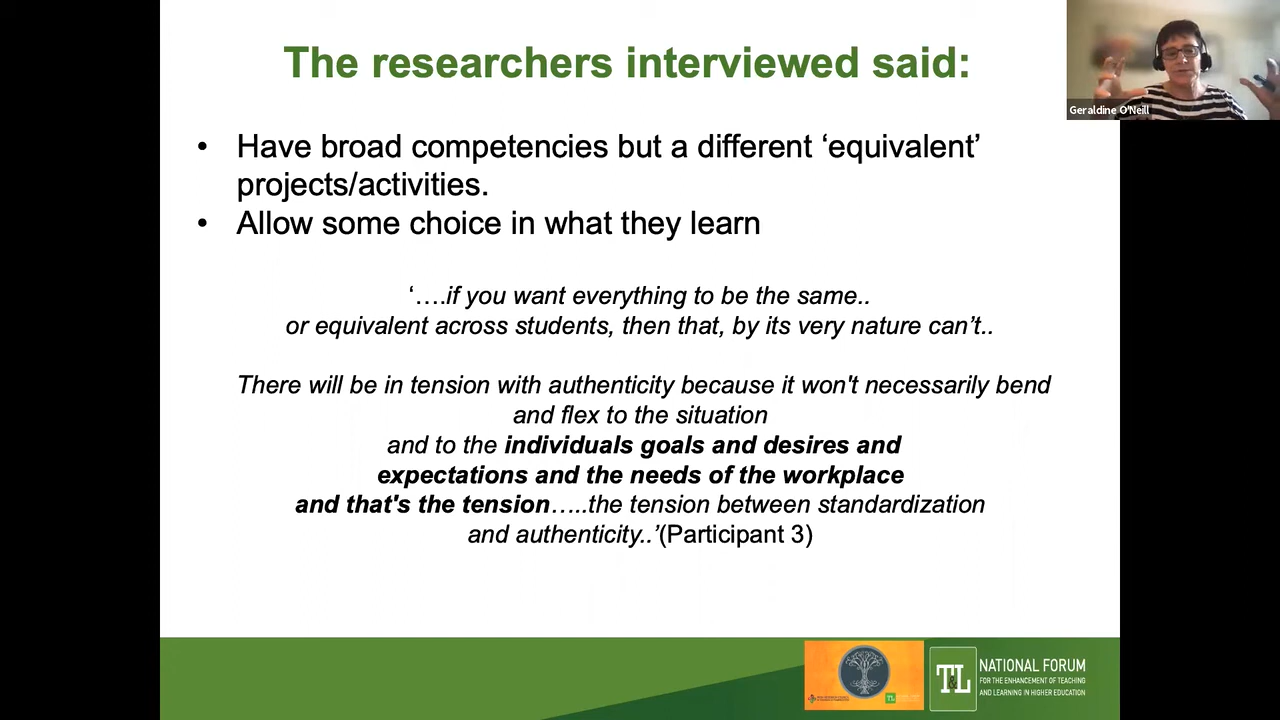 The researchers interviewed said:
Geraldine O'Neill
• Have broad competencies but a different ‘equivalent’
projects/activities.
• Allow some choice in what they learn
‘….if you want everything to be the same..
or equivalent across students, then that, by its very nature can’t..
There will be in tension with authenticity because it won't necessarily bend
and flex to the situation
and to the individuals goals and desires and
expectations and the needs of the workplace
and that's the tension…..the tension between standardization
and authenticity..’(Participant 3)
T&L
NATIONAL FORUM
FOR THE ENHANCEMENT OF TEACHING
AND LEARNING IN HIGHER EDUCATION